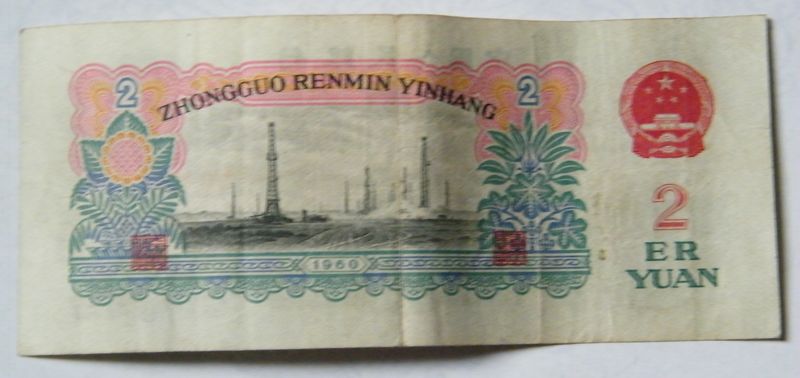 2 ZHONGGUO RENMIN YINHANG 2
1960
2
ER
YUAN